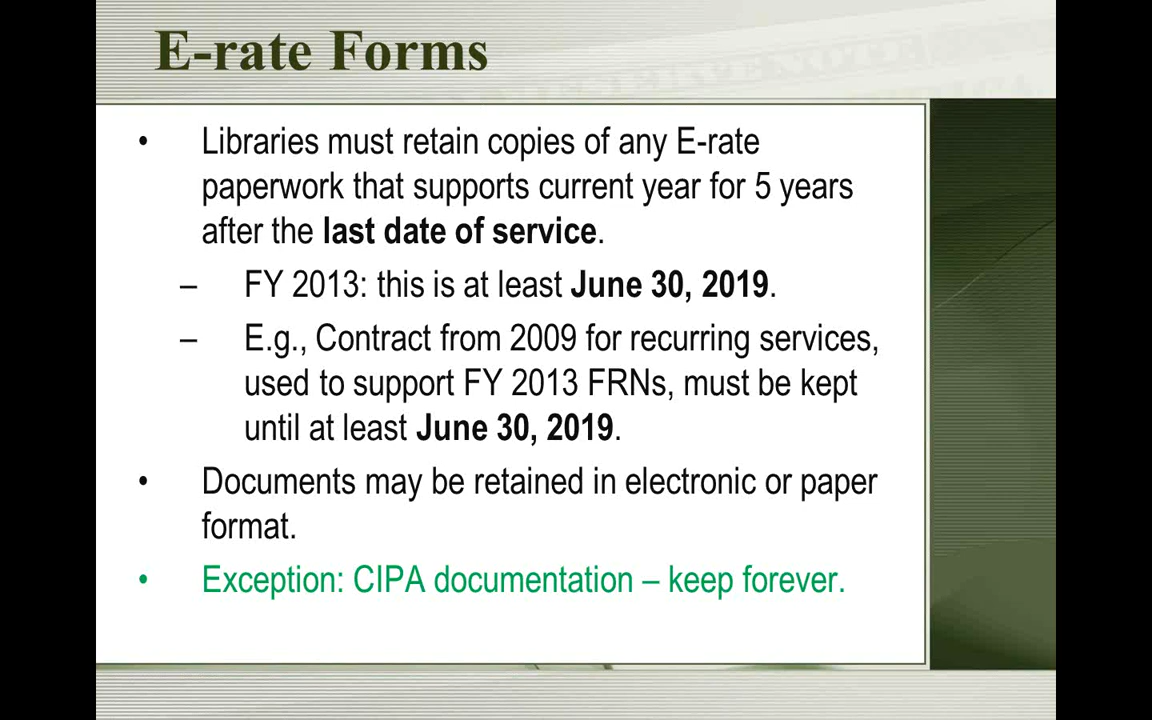 E-rate Forms
• Libraries must retain copies of any E-rate
paperwork that supports current year for 5 years
after the last date of service.
– FY 2013: this is at least June 30, 2019.
– E.g., Contract from 2009 for recurring services,
used to support FY 2013 FRNs, must be kept
until at least June 30, 2019.
• Documents may be retained in electronic or paper
format.
• Exception: CIPA documentation – keep forever.